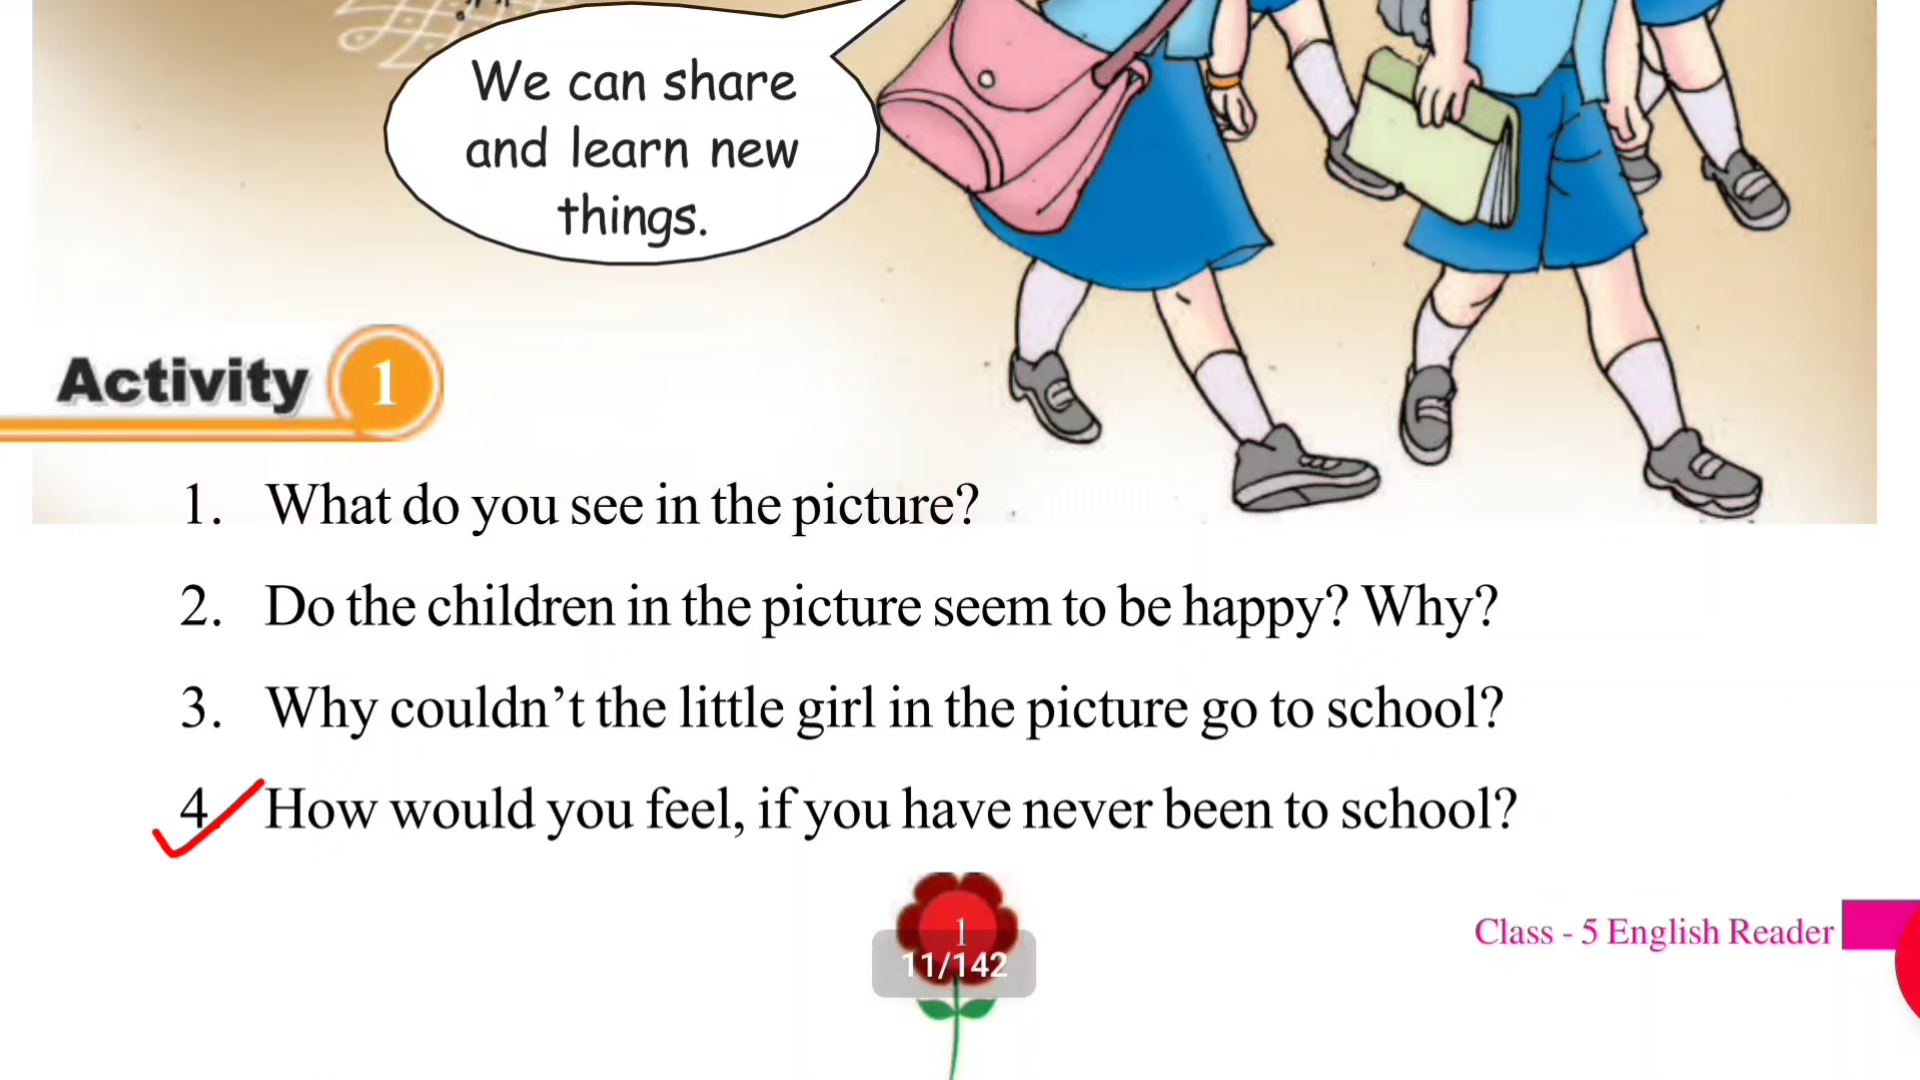 We can share
and learn new
things.
Activity 1
1. What do you see in the picture?
2. Do the children in the picture seem to be happy? Why?
3. Why couldn’t the little girl in the picture go to school?
4. How would you feel, if you have never been to school?
1
11/142
Class - 5 English Reader